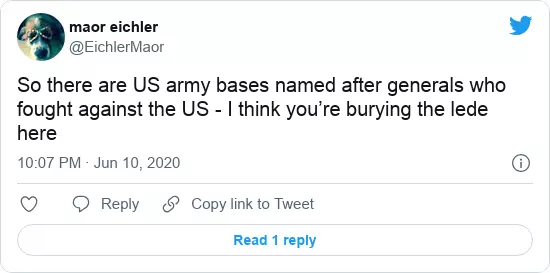 maor eichler
@EichlerMaor
So there are US army bases named after generals who
fought against the US - I think you’re burying the lede
here
10:07 PM · Jun 10, 2020
Reply
Copy link to Tweet
Read 1 reply